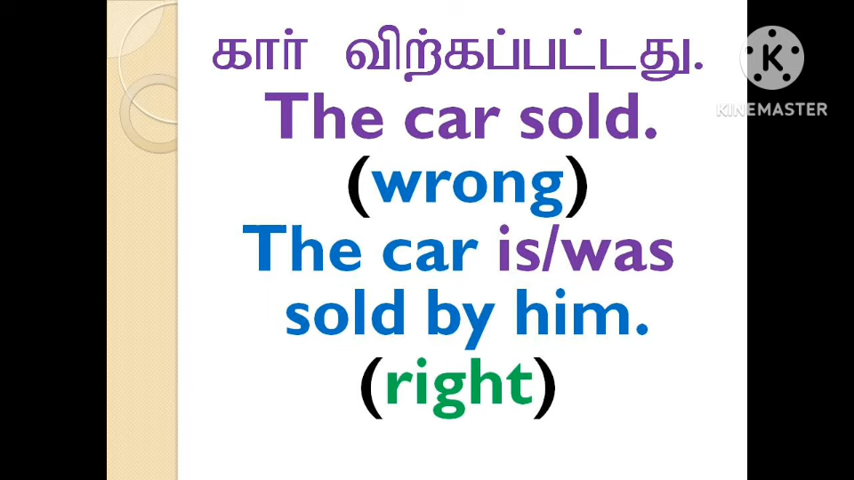 கார் விற்கப்பட்டது.
The car sold.
(wrong)
The car is/was
sold by him.
(right)
K
KINEMASTER